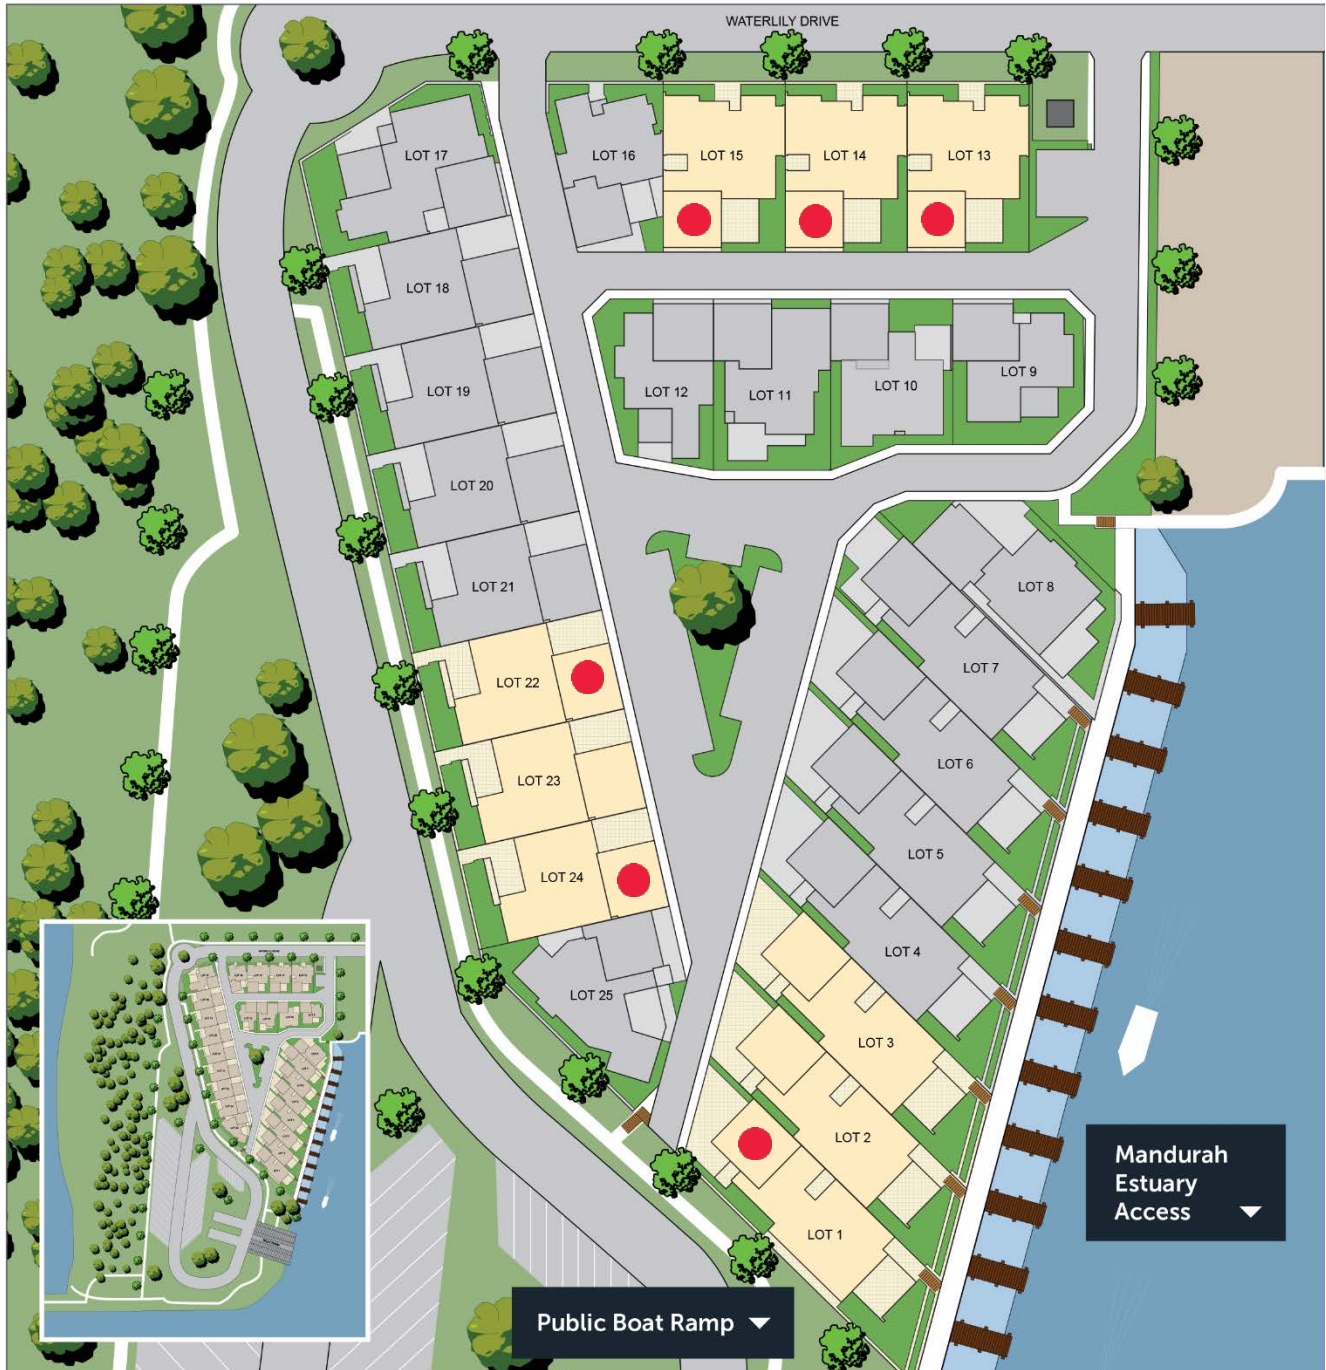 WATERLILY DRIVE
LOT 17
LOT 16
LOT 15
LOT 14
LOT 13
LOT 18
LOT 19
LOT 12
LOT 11
LOT 10
LOT 9
LOT 20
LOT 21
LOT 8
LOT 7
LOT 22
LOT 6
LOT 23
LOT 5
LOT 24
LOT 4
LOT 25
LOT 3
LOT 2
LOT 1
Mandurah
Estuary
Access
Public Boat Ramp